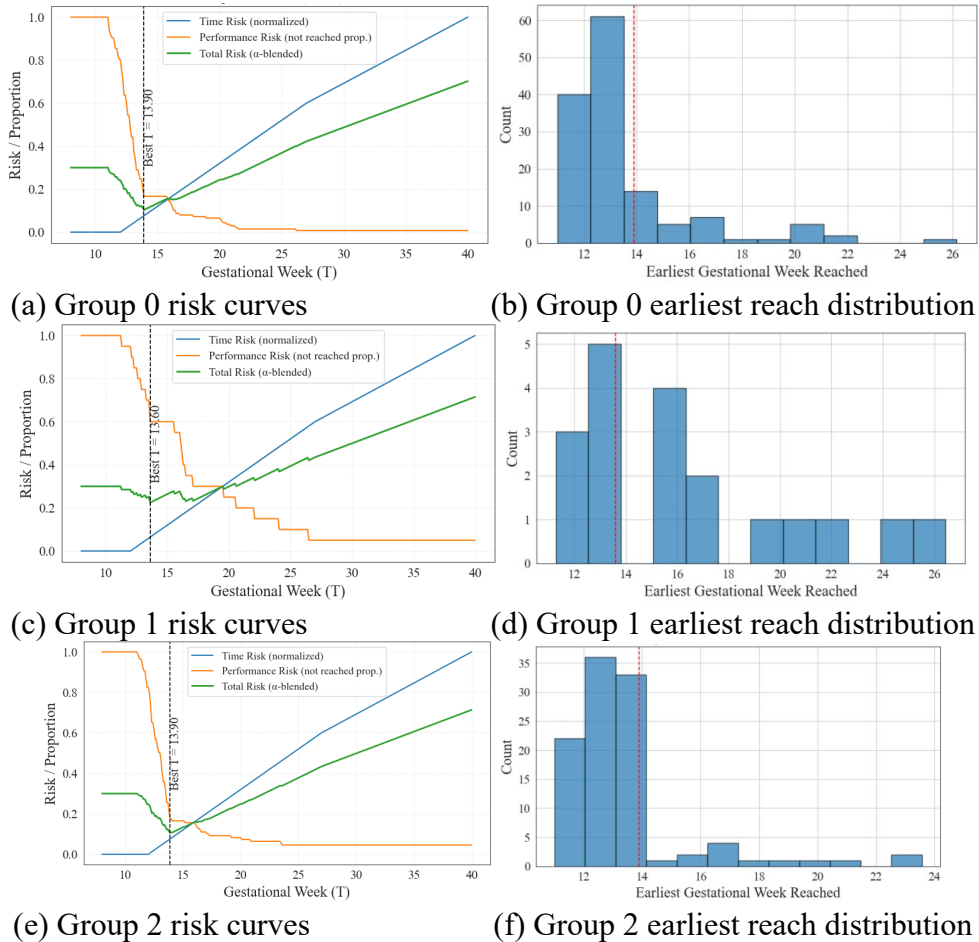 1.0
0.8
0.6
0.4
0.2
0.0
Risk / Proportion
Time Risk (normalized)
Performance Risk (not reached prop.)
Total Risk (α-blended)
Best T = 13.90
10 15 20 25 30 35 40
Gestational Week (T)
60
50
40
30
20
10
0
Count
12 14 16 18 20 22 24 26
Earliest Gestational Week Reached
(a) Group 0 risk curves
(b) Group 0 earliest reach distribution
1.0
0.8
0.6
0.4
0.2
0.0
Risk / Proportion
Time Risk (normalized)
Performance Risk (not reached prop.)
Total Risk (α-blended)
Best T = 13.60
10 15 20 25 30 35 40
Gestational Week (T)
5
4
3
2
1
0
Count
12 14 16 18 20 22 24 26
Earliest Gestational Week Reached
(c) Group 1 risk curves
(d) Group 1 earliest reach distribution
1.0
0.8
0.6
0.4
0.2
0.0
Risk / Proportion
Time Risk (normalized)
Performance Risk (not reached prop.)
Total Risk (α-blended)
Best T = 13.90
10 15 20 25 30 35 40
Gestational Week (T)
35
30
25
20
15
10
5
0
Count
12 14 16 18 20 22 24
Earliest Gestational Week Reached
(e) Group 2 risk curves
(f) Group 2 earliest reach distribution